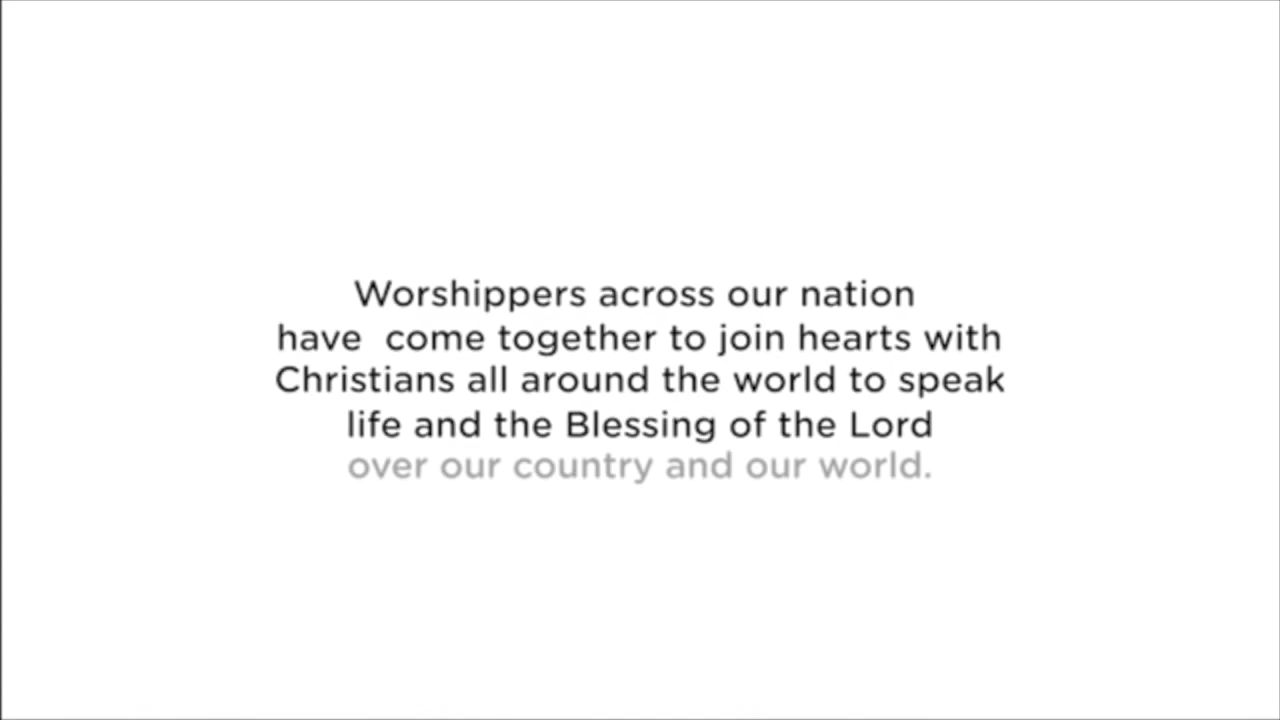 Worshippers across our nation
have  come together to join hearts with
Christians all around the world to speak
life and the Blessing of the Lord
over our country and our world.